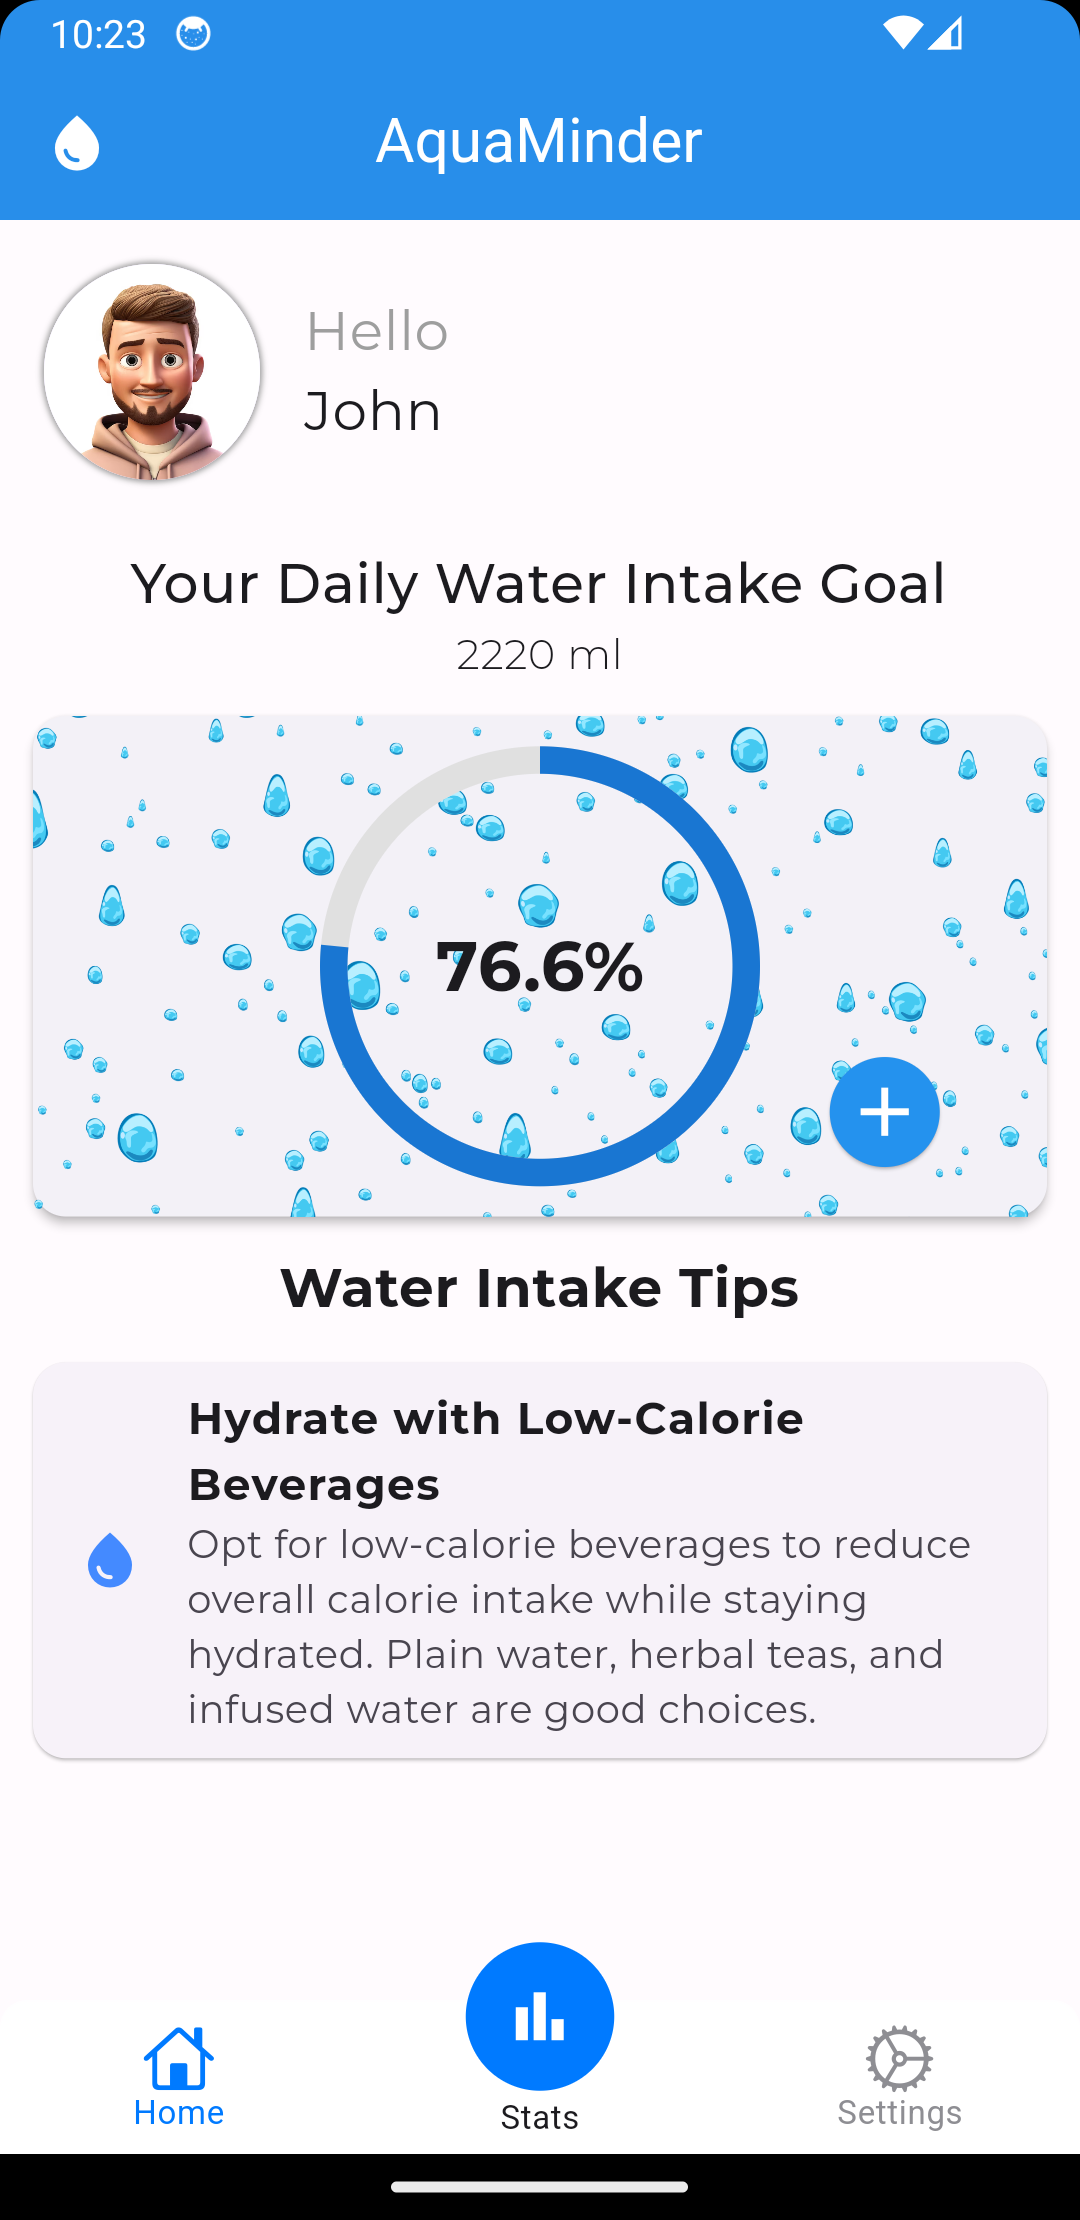 10:23
AquaMinder
Hello
John
Your Daily Water Intake Goal
2220 ml
76.6%
Water Intake Tips
Hydrate with Low-Calorie
Beverages
Opt for low-calorie beverages to reduce
overall calorie intake while staying
hydrated. Plain water, herbal teas, and
infused water are good choices.
Home
Stats
Settings